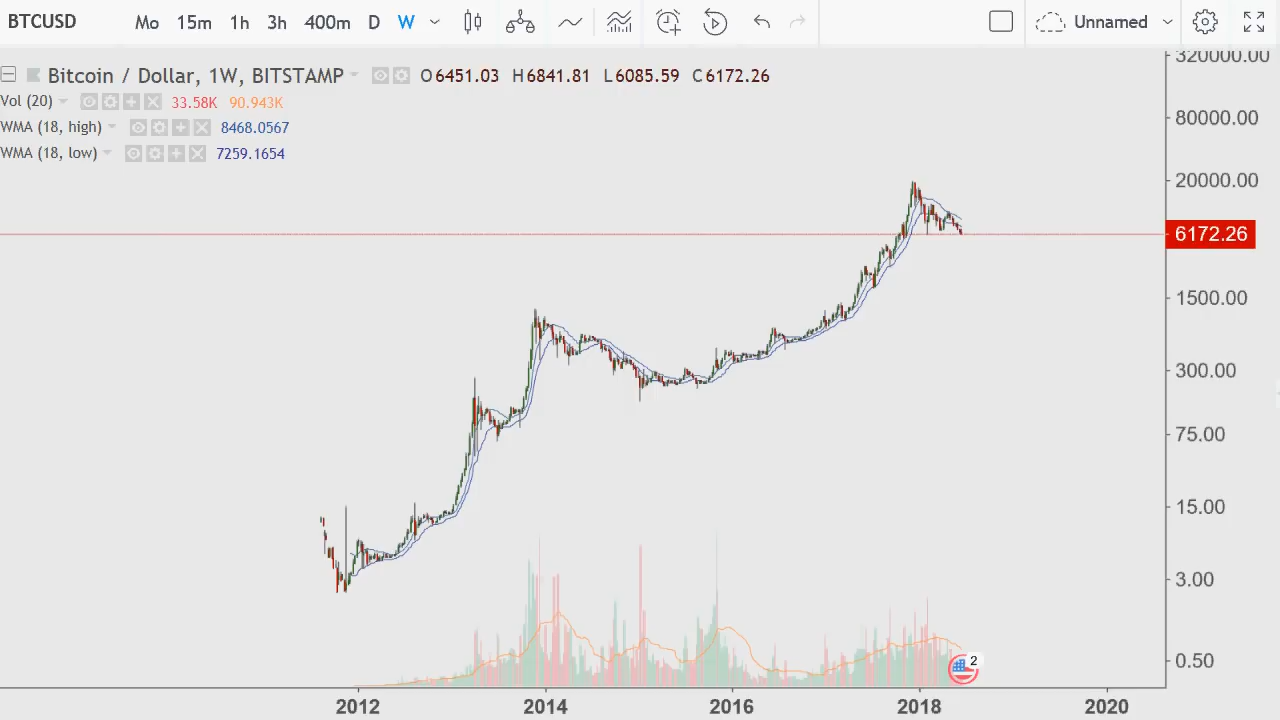 BTCUSD Mo 15m 1h 3h 400m D W Unnamed
Bitcoin / Dollar, 1W, BITSTAMP O6451.03 H6841.81 L6085.59 C6172.26
Vol (20) 33.58K 90.943K
WMA (18, high) 8468.0567
WMA (18, low) 7259.1654
320000.00
80000.00
20000.00
6172.26
1500.00
300.00
75.00
15.00
3.00
0.50
2
2012 2014 2016 2018 2020